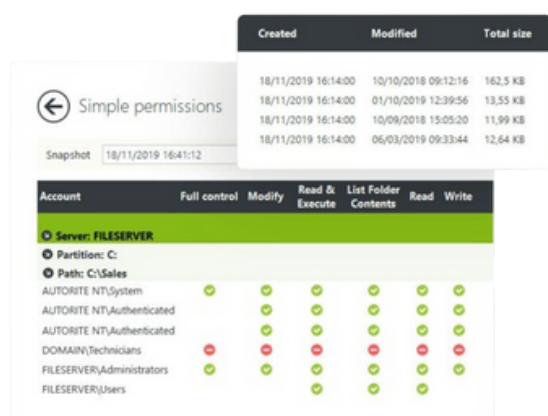 Created Modified Total size
18/11/2019 16:14:00 10/10/2018 09:12:16 162,5 KB
18/11/2019 16:14:00 01/10/2019 12:39:56 13,55 KB
18/11/2019 16:14:00 10/09/2018 15:05:20 11,99 KB
18/11/2019 16:14:00 06/03/2019 09:33:44 12,64 KB
Simple permissions
Snapshot 18/11/2019 16:41:12
Account Full control Modify Read & Execute List Folder Contents Read Write
Server: FILESERVER
Partition: C:
Path: C:\Sales
AUTORITE NT\System
AUTORITE NT\Authenticated
AUTORITE NT\Authenticated
DOMAIN\Technicians
FILESERVER\Administrators
FILESERVER\Users